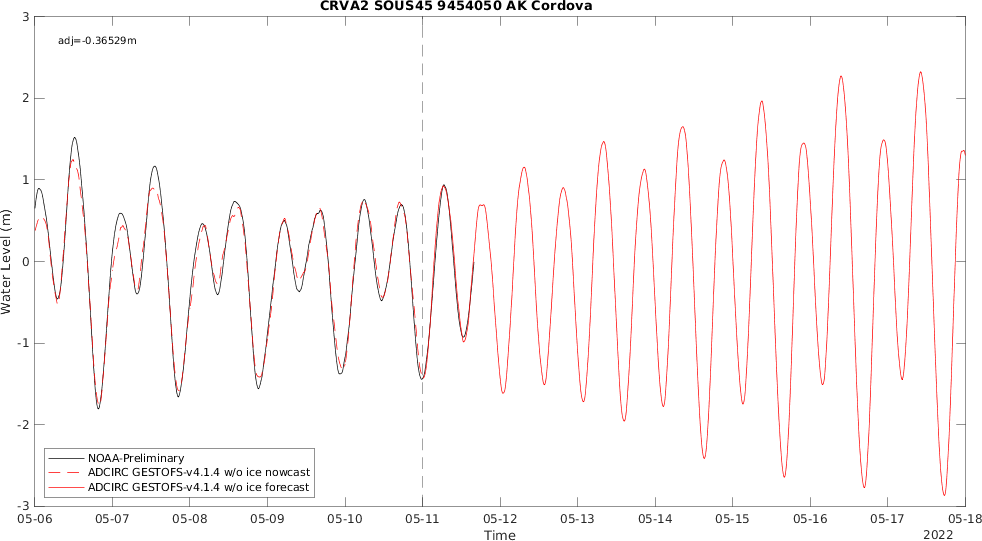 CRVA2 SOUS45 9454050 AK Cordova
adj=-0.36529m
3
2
1
0
-1
-2
-3
Water Level (m)
NOAA-Preliminary
ADCIRC GESTOFS-v4.1.4 w/o ice nowcast
ADCIRC GESTOFS-v4.1.4 w/o ice forecast
05-06 05-07 05-08 05-09 05-10 05-11 05-12 05-13 05-14 05-15 05-16 05-17 05-18
Time
2022